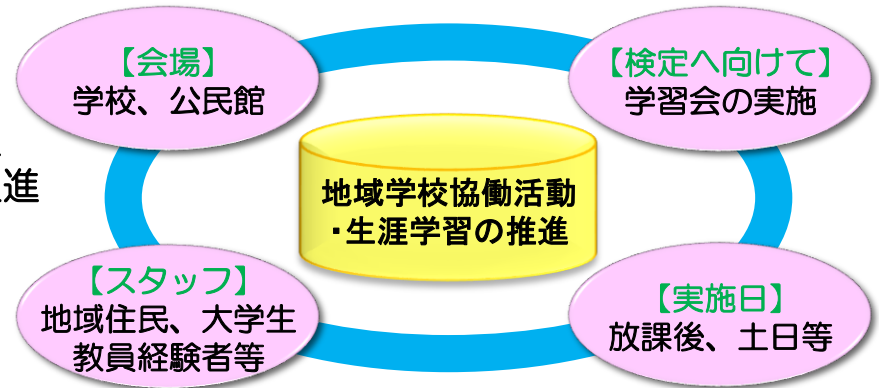 【会場】
学校、公民館
【検定へ向けて】
学習会の実施
進
地域学校協働活動
・生涯学習の推進
【スタッフ】
地域住民、大学生
教員経験者等
【実施日】
放課後、土日等